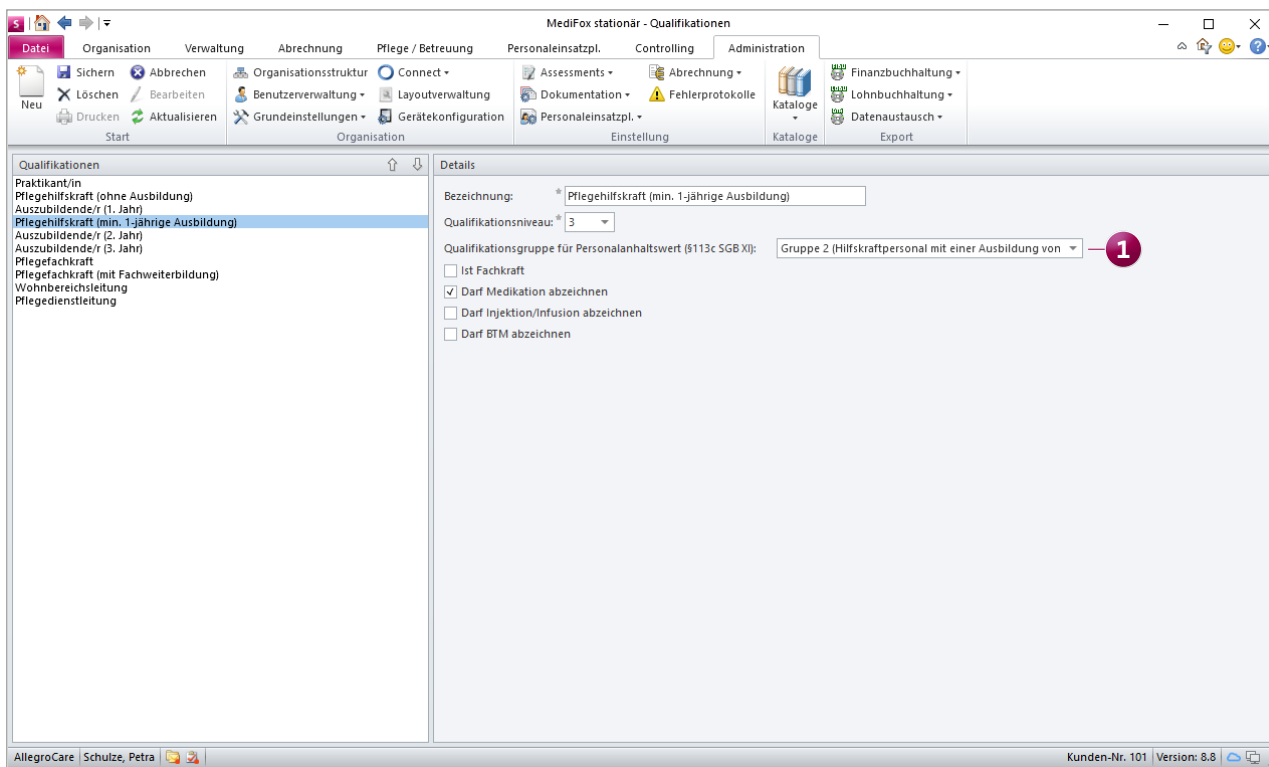 S
MediFox stationär - Qualifikationen
Datei Organisation Verwaltung Abrechnung Pflege / Betreuung Personaleinsatzpl. Controlling Administration
Neu
Sichern Abbrechen
Löschen Bearbeiten
Drucken Aktualisieren
Start
Organisationsstruktur Connect
Benutzerverwaltung Layoutverwaltung
Grundeinstellungen Gerätekonfiguration
Organisation
Assessments Abrechnung
Dokumentation Fehlerprotokolle
Personaleinsatzpl.
Einstellung
Kataloge
Kataloge
Finanzbuchhaltung
Lohnbuchhaltung
Datenaustausch
Export
Qualifikationen
Praktikant/in
Pflegehilfskraft (ohne Ausbildung)
Auszubildende/r (1. Jahr)
Pflegehilfskraft (min. 1-jährige Ausbildung)
Auszubildende/r (2. Jahr)
Auszubildende/r (3. Jahr)
Pflegefachkraft
Pflegefachkraft (mit Fachweiterbildung)
Wohnbereichsleitung
Pflegedienstleitung
Details
Bezeichnung: * Pflegehilfskraft (min. 1-jährige Ausbildung)
Qualifikationsniveau: * 3
Qualifikationsgruppe für Personalanhaltswert (§113c SGB XI): Gruppe 2 (Hilfskraftpersonal mit einer Ausbildung von
1
Ist Fachkraft
Darf Medikation abzeichnen
Darf Injektion/Infusion abzeichnen
Darf BTM abzeichnen
AllegroCare Schulze, Petra Kunden-Nr. 101 Version: 8.8